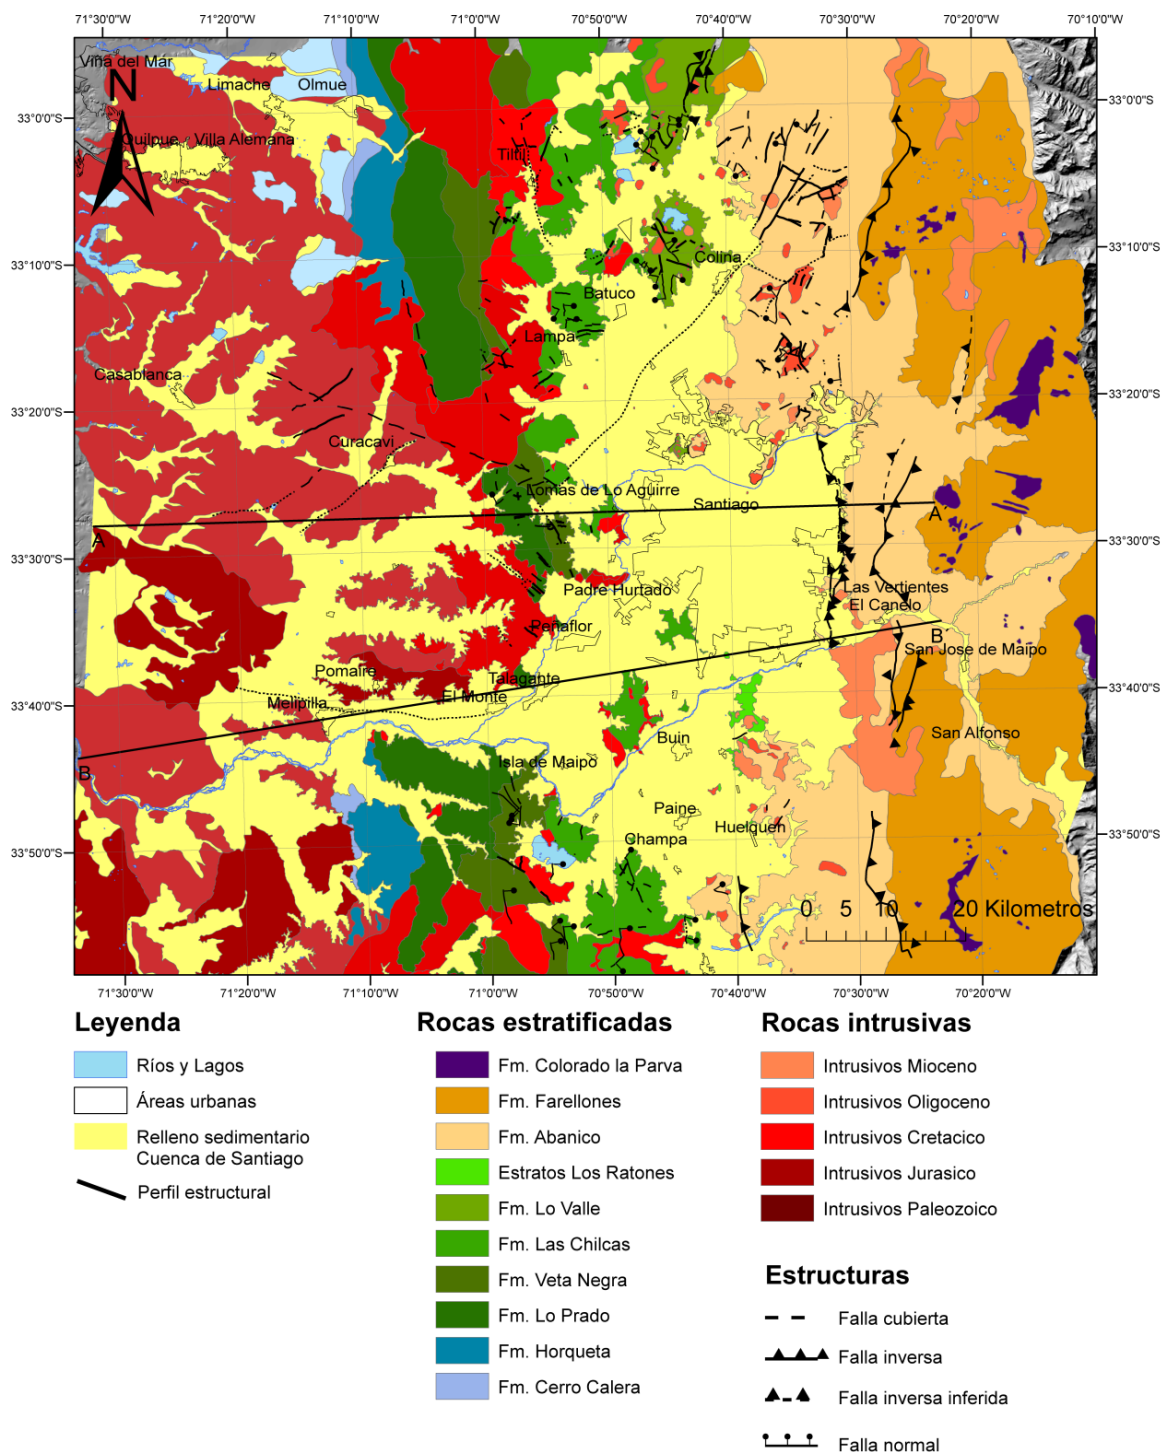 71°30'0"W 71°20'0"W 71°10'0"W 71°0'0"W 70°50'0"W 70°40'0"W 70°30'0"W 70°20'0"W 70°10'0"W
Viña del Mar
N
Limache
Olmue
33°0'0"S
33°0'0"S
Quilpue
Villa Alemana
Tiltil
33°10'0"S
33°10'0"S
Colina
Batuco
Lampa
Casablanca
33°20'0"S
33°20'0"S
Curacavi
Lomas de Lo Aguirre
Santiago
A
A
33°30'0"S
33°30'0"S
Padre Hurtado
Las Vertientes
El Canelo
Peñaflor
B
San Jose de Maipo
Pomaire
Talagante
El Monte
Melipilla
33°40'0"S
33°40'0"S
San Alfonso
Buin
Isla de Maipo
B
Paine
Huelquen
Champa
33°50'0"S
33°50'0"S
0 5 10 20 Kilometros
71°30'0"W 71°20'0"W 71°10'0"W 71°0'0"W 70°50'0"W 70°40'0"W 70°30'0"W 70°20'0"W
Leyenda
Ríos y Lagos
Áreas urbanas
Relleno sedimentario
Cuenca de Santiago
Perfil estructural
Rocas estratificadas
Fm. Colorado la Parva
Fm. Farellones
Fm. Abanico
Estratos Los Ratones
Fm. Lo Valle
Fm. Las Chilcas
Fm. Veta Negra
Fm. Lo Prado
Fm. Horqueta
Fm. Cerro Calera
Rocas intrusivas
Intrusivos Mioceno
Intrusivos Oligoceno
Intrusivos Cretacico
Intrusivos Jurasico
Intrusivos Paleozoico
Estructuras
Falla cubierta
Falla inversa
Falla inversa inferida
Falla normal